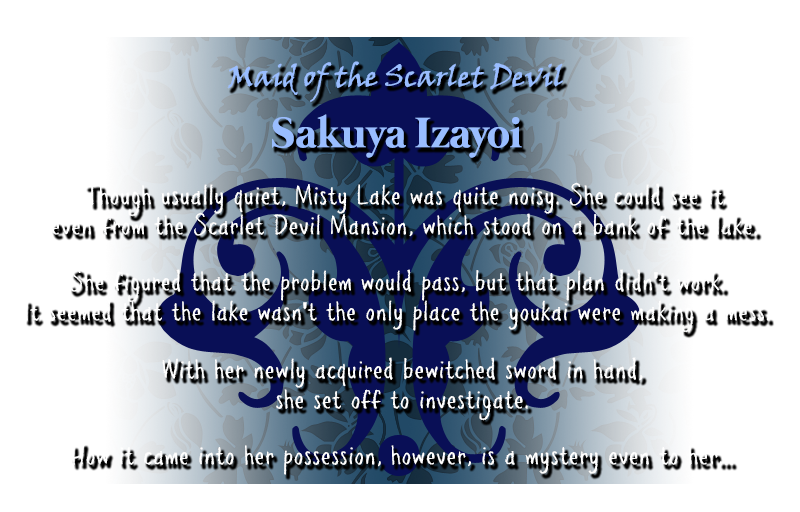 Maid of the Scarlet Devil
Sakuya Izayoi
Though usually quiet, Misty Lake was quite noisy. She could see it
even from the Scarlet Devil Mansion, which stood on a bank of the lake.
She figured that the problem would pass, but that plan didn't work.
It seemed that the lake wasn't the only place the youkai were making a mess.
With her newly acquired bewitched sword in hand,
she set off to investigate.
How it came into her possession, however, is a mystery even to her...